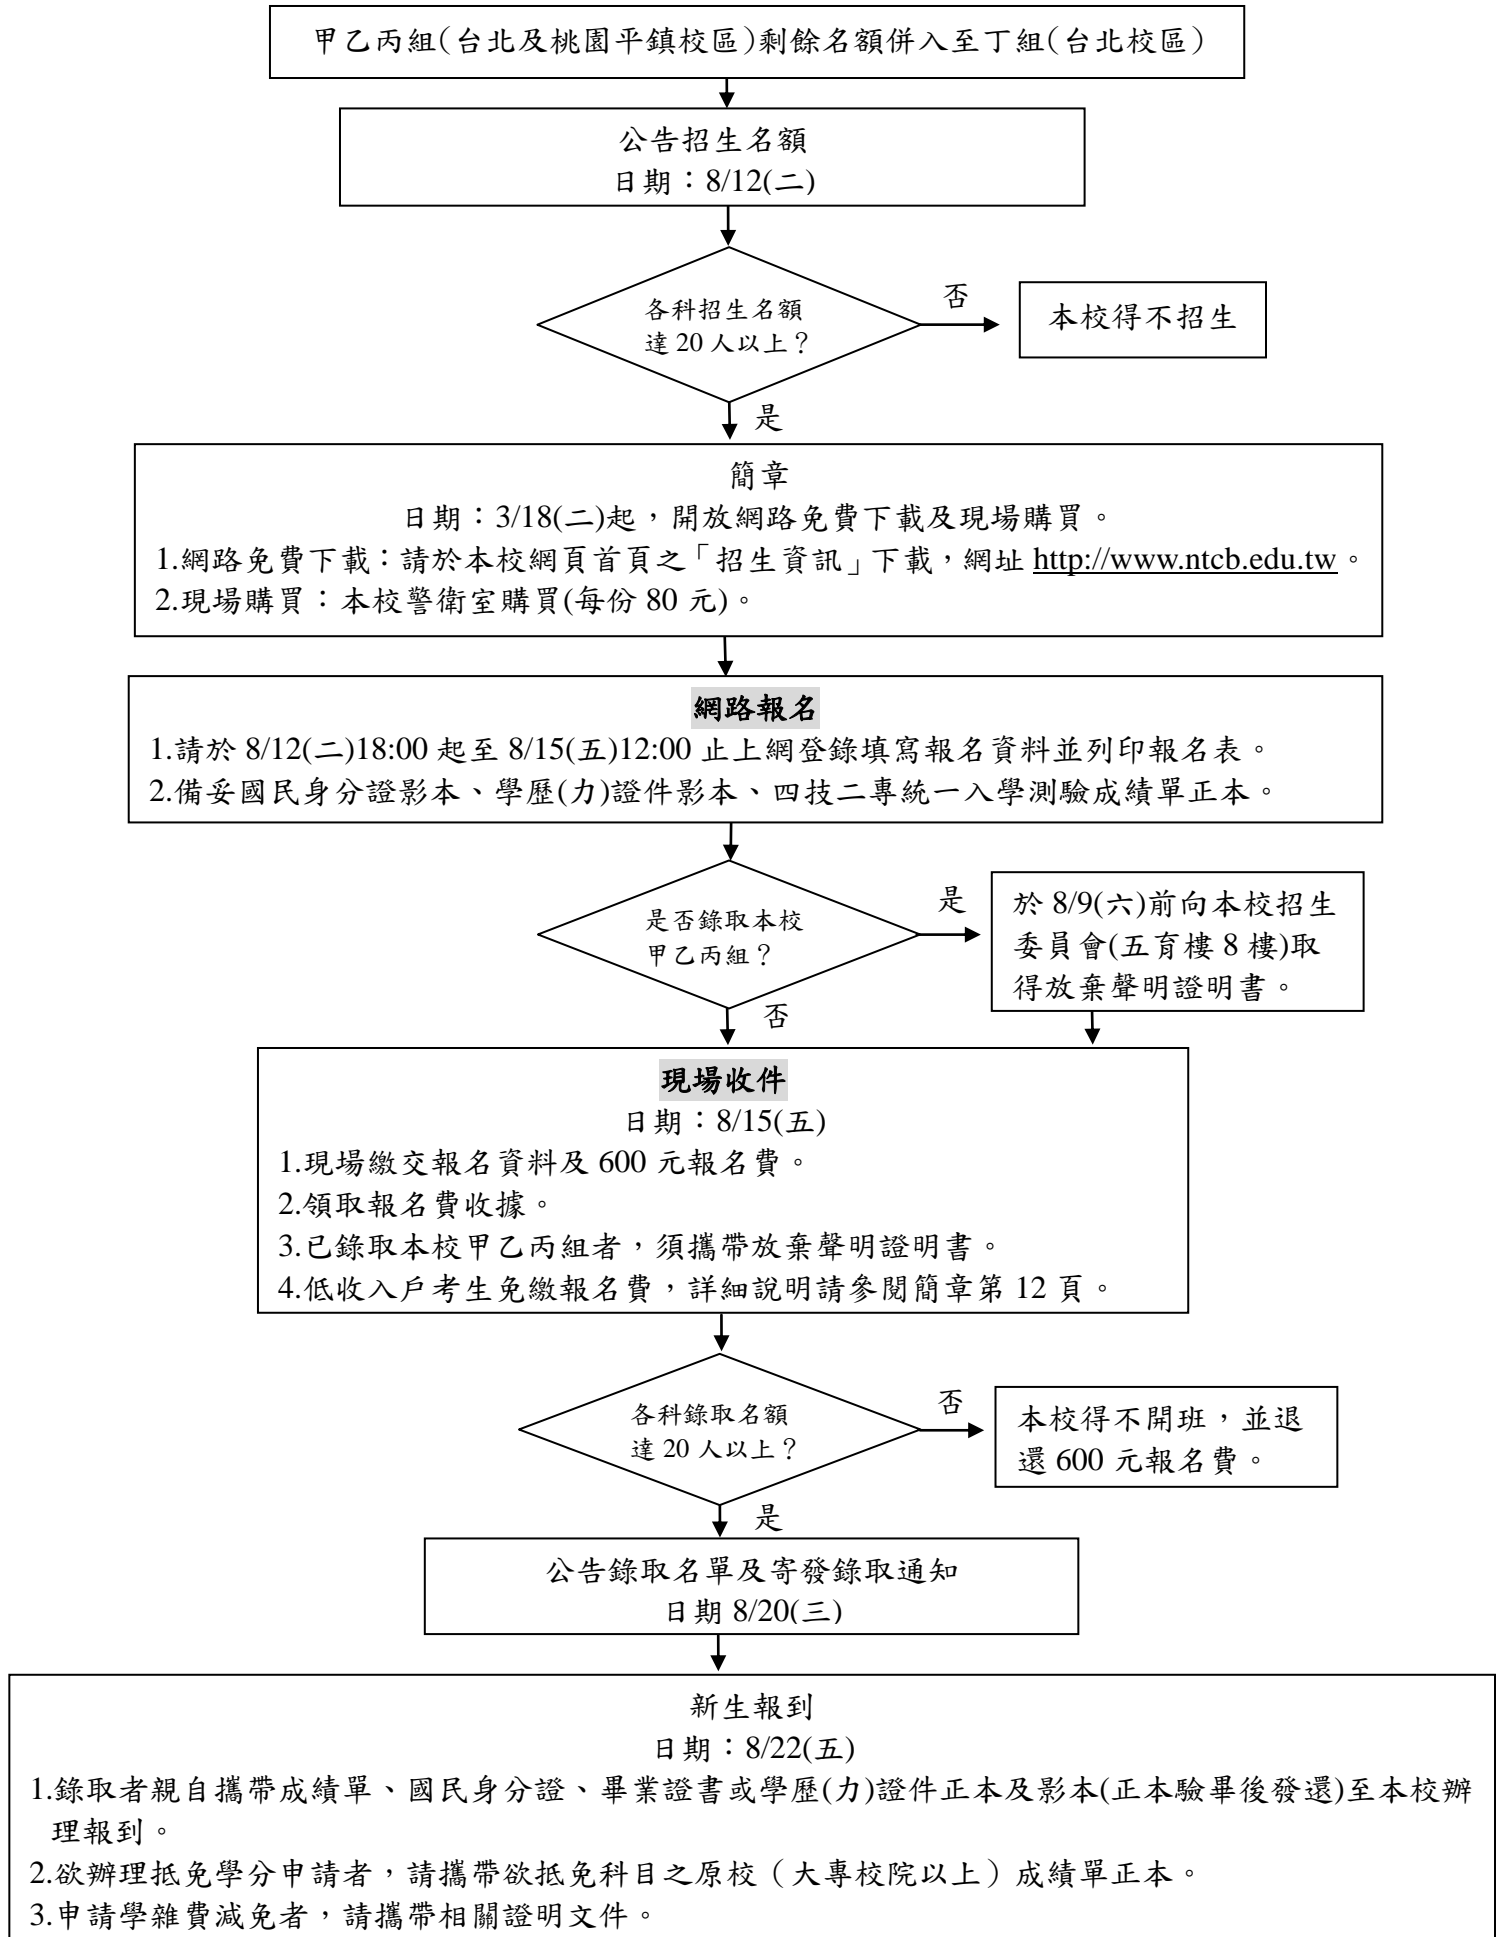 甲乙丙組(台北及桃園平鎮校區)剩餘名額併入至丁組(台北校區)
公告招生名額
日期：8/12(二)
各科招生名額
達 20 人以上？
否
本校得不招生
是
簡章
日期：3/18(二)起，開放網路免費下載及現場購買。
1.網路免費下載：請於本校網頁首頁之「招生資訊」下載，網址 http://www.ntcb.edu.tw。
2.現場購買：本校警衛室購買(每份 80 元)。
網路報名
1.請於 8/12(二)18:00 起至 8/15(五)12:00 止上網登錄填寫報名資料並列印報名表。
2.備妥國民身分證影本、學歷(力)證件影本、四技二專統一入學測驗成績單正本。
是否錄取本校
甲乙丙組？
是
於 8/9(六)前向本校招生
委員會(五育樓 8 樓)取
得放棄聲明證明書。
否
現場收件
日期：8/15(五)
1.現場繳交報名資料及 600 元報名費。
2.領取報名費收據。
3.已錄取本校甲乙丙組者，須攜帶放棄聲明證明書。
4.低收入戶考生免繳報名費，詳細說明請參閱簡章第 12 頁。
各科錄取名額
達 20 人以上？
否
本校得不開班，並退
還 600 元報名費。
是
公告錄取名單及寄發錄取通知
日期 8/20(三)
新生報到
日期：8/22(五)
1.錄取者親自攜帶成績單、國民身分證、畢業證書或學歷(力)證件正本及影本(正本驗畢後發還)至本校辦
理報到。
2.欲辦理抵免學分申請者，請攜帶欲抵免科目之原校（大專校院以上）成績單正本。
3.申請學雜費減免者，請攜帶相關證明文件。